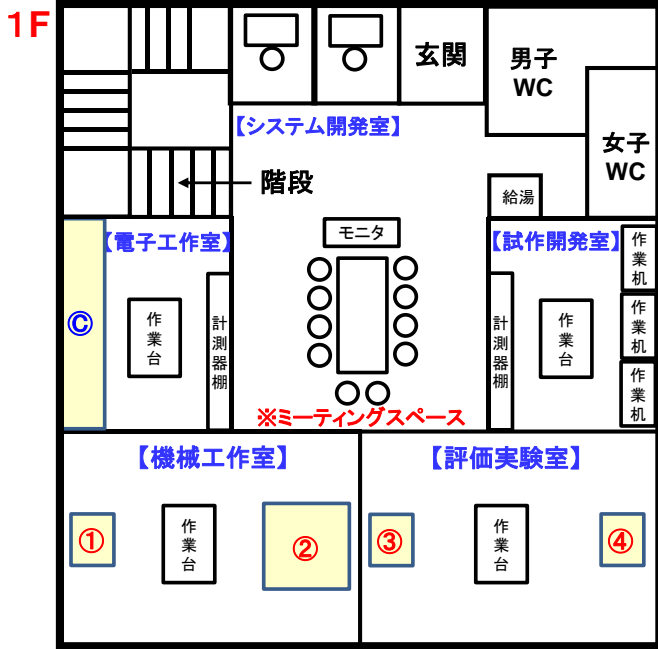 1F
玄関
男子
WC
女子
WC
【システム開発室】
階段
給湯
【電子工作室】
モニタ
【試作開発室】
Ⓒ
作業台
計測器棚
計測器棚
作業台
作業机
作業机
作業机
※ミーティングスペース
【機械工作室】
【評価実験室】
①
作業台
②
③
作業台
④